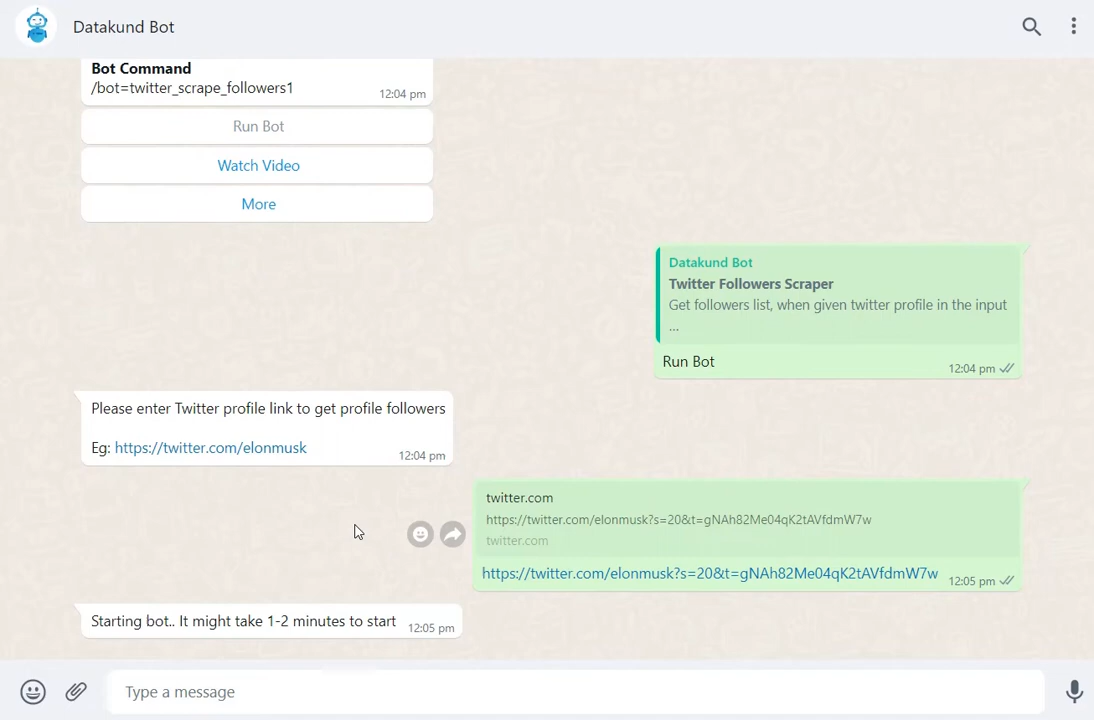 Datakund Bot
Bot Command
/bot=twitter_scrape_followers1
12:04 pm
Run Bot
Watch Video
More
Datakund Bot
Twitter Followers Scraper
Get followers list, when given twitter profile in the input
...
Run Bot
12:04 pm
Please enter Twitter profile link to get profile followers
Eg: https://twitter.com/elonmusk
12:04 pm
twitter.com
https://twitter.com/elonmusk?s=20&t=gNAh82Me04qK2tAVfdmW7w
twitter.com
https://twitter.com/elonmusk?s=20&t=gNAh82Me04qK2tAVfdmW7w
12:05 pm
Starting bot.. It might take 1-2 minutes to start
12:05 pm
Type a message